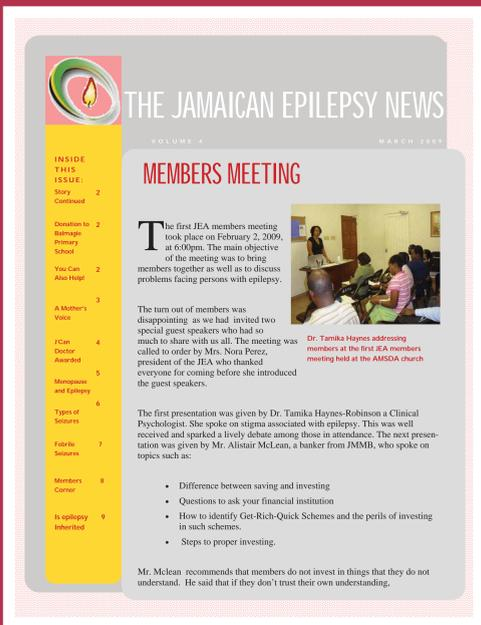 THE JAMAICAN EPILEPSY NEWS
VOLUME 4
MARCH 2009
INSIDE
THIS
ISSUE:
Story 2
Continued
Donation to 2
Balmagie
Primary
School
You Can 2
Also Help!
3
A Mother's
Voice
J'Can 4
Doctor
Awarded
5
Menopause
and Epilepsy
6
Types of
Seizures
Febrile 7
Seizures
Members 8
Corner
Is epilepsy 9
Inherited
MEMBERS MEETING
The first JEA members meeting
took place on February 2, 2009,
at 6:00pm. The main objective
of the meeting was to bring
members together as well as to discuss
problems facing persons with epilepsy.
The turn out of members was
disappointing as we had invited two
special guest speakers who had so
much to share with us all. The meeting was
called to order by Mrs. Nora Perez,
president of the JEA who thanked
everyone for coming before she introduced
the guest speakers.
Dr. Tamika Haynes addressing
members at the first JEA members
meeting held at the AMSDA church
The first presentation was given by Dr. Tamika Haynes-Robinson a Clinical
Psychologist. She spoke on stigma associated with epilepsy. This was well
received and sparked a lively debate among those in attendance. The next presen-
tation was given by Mr. Alistair McLean, a banker from JMMB, who spoke on
topics such as:
• Difference between saving and investing
• Questions to ask your financial institution
• How to identify Get-Rich-Quick Schemes and the perils of investing
in such schemes.
• Steps to proper investing.
Mr. Mclean recommends that members do not invest in things that they do not
understand. He said that if they don't trust their own understanding,